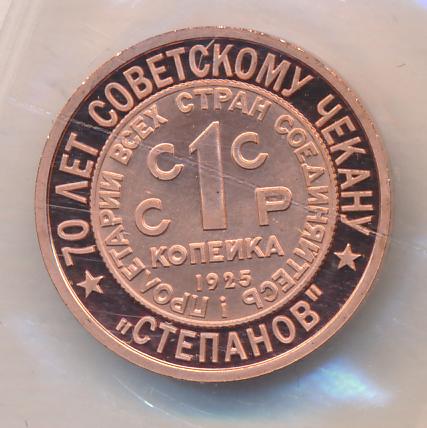 70 ЛЕТ СОВЕТСКОМУ ЧЕКАНУ
"СТЕПАНОВ"
ПРОЛЕТАРИИ ВСЕХ СТРАН СОЕДИНЯЙТЕСЬ !
С 1 С
С Р
КОПЕЙКА
1925